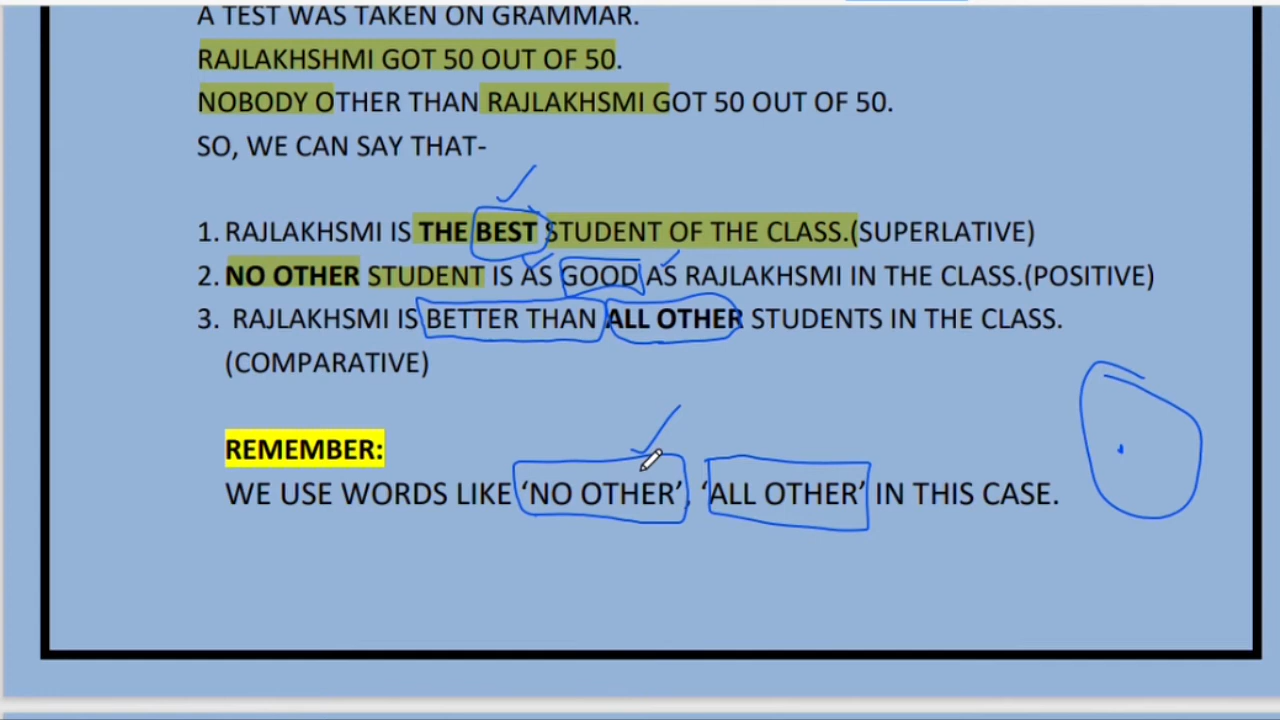 A TEST WAS TAKEN ON GRAMMAR.
RAJLAKHSHMI GOT 50 OUT OF 50.
NOBODY OTHER THAN RAJLAKHSMI GOT 50 OUT OF 50.
SO, WE CAN SAY THAT-
1. RAJLAKHSMI IS THE BEST STUDENT OF THE CLASS.(SUPERLATIVE)
2. NO OTHER STUDENT IS AS GOOD AS RAJLAKHSMI IN THE CLASS.(POSITIVE)
3. RAJLAKHSMI IS BETTER THAN ALL OTHER STUDENTS IN THE CLASS.
(COMPARATIVE)
REMEMBER:
WE USE WORDS LIKE ‘NO OTHER’, ‘ALL OTHER’ IN THIS CASE.